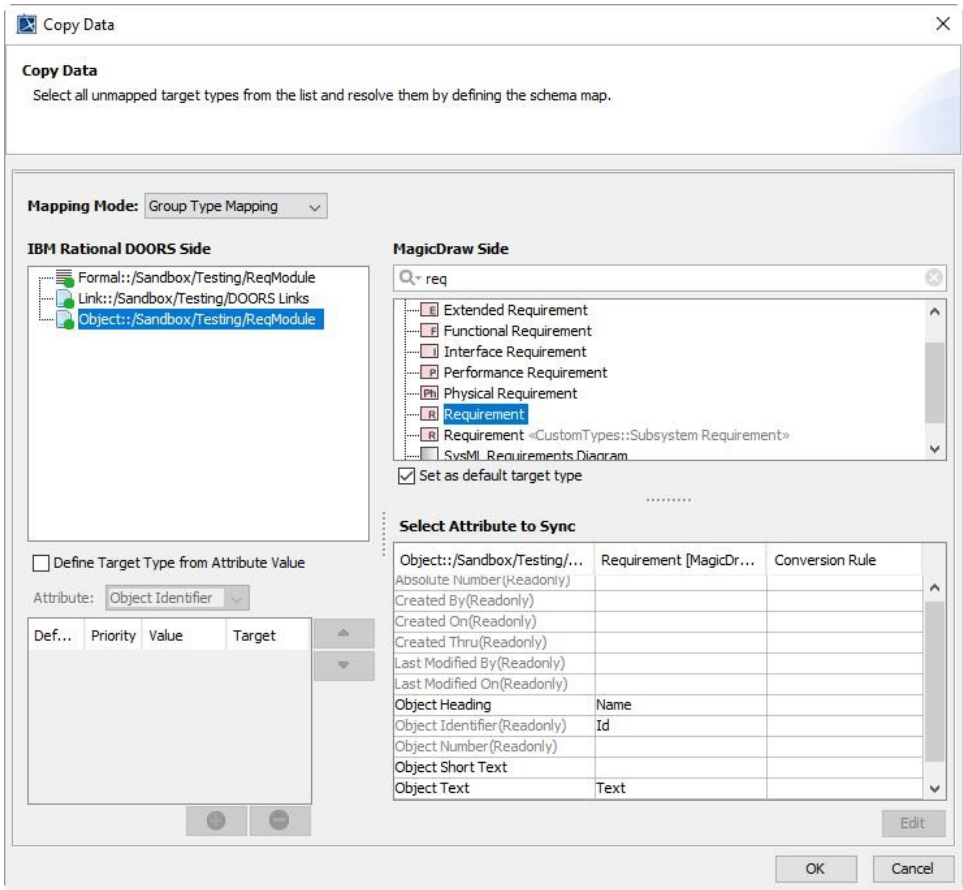 Copy Data
Copy Data
Select all unmapped target types from the list and resolve them by defining the schema map.
Mapping Mode: Group Type Mapping
IBM Rational DOORS Side
Formal::/Sandbox/Testing/ReqModule
Link::/Sandbox/Testing/DOORS Links
Object::/Sandbox/Testing/ReqModule
Define Target Type from Attribute Value
Attribute: Object Identifier
Def... Priority Value Target
MagicDraw Side
req
E Extended Requirement
F Functional Requirement
I Interface Requirement
P Performance Requirement
Ph Physical Requirement
R Requirement
R Requirement «CustomTypes::Subsystem Requirement»
SysML Requirements Diagram
Set as default target type
Select Attribute to Sync
Object::/Sandbox/Testing/... Requirement [MagicDr... Conversion Rule
Absolute Number(Readonly)
Created By(Readonly)
Created On(Readonly)
Created Thru(Readonly)
Last Modified By(Readonly)
Last Modified On(Readonly)
Object Heading Name
Object Identifier(Readonly) Id
Object Number(Readonly)
Object Short Text
Object Text Text
Edit
OK Cancel